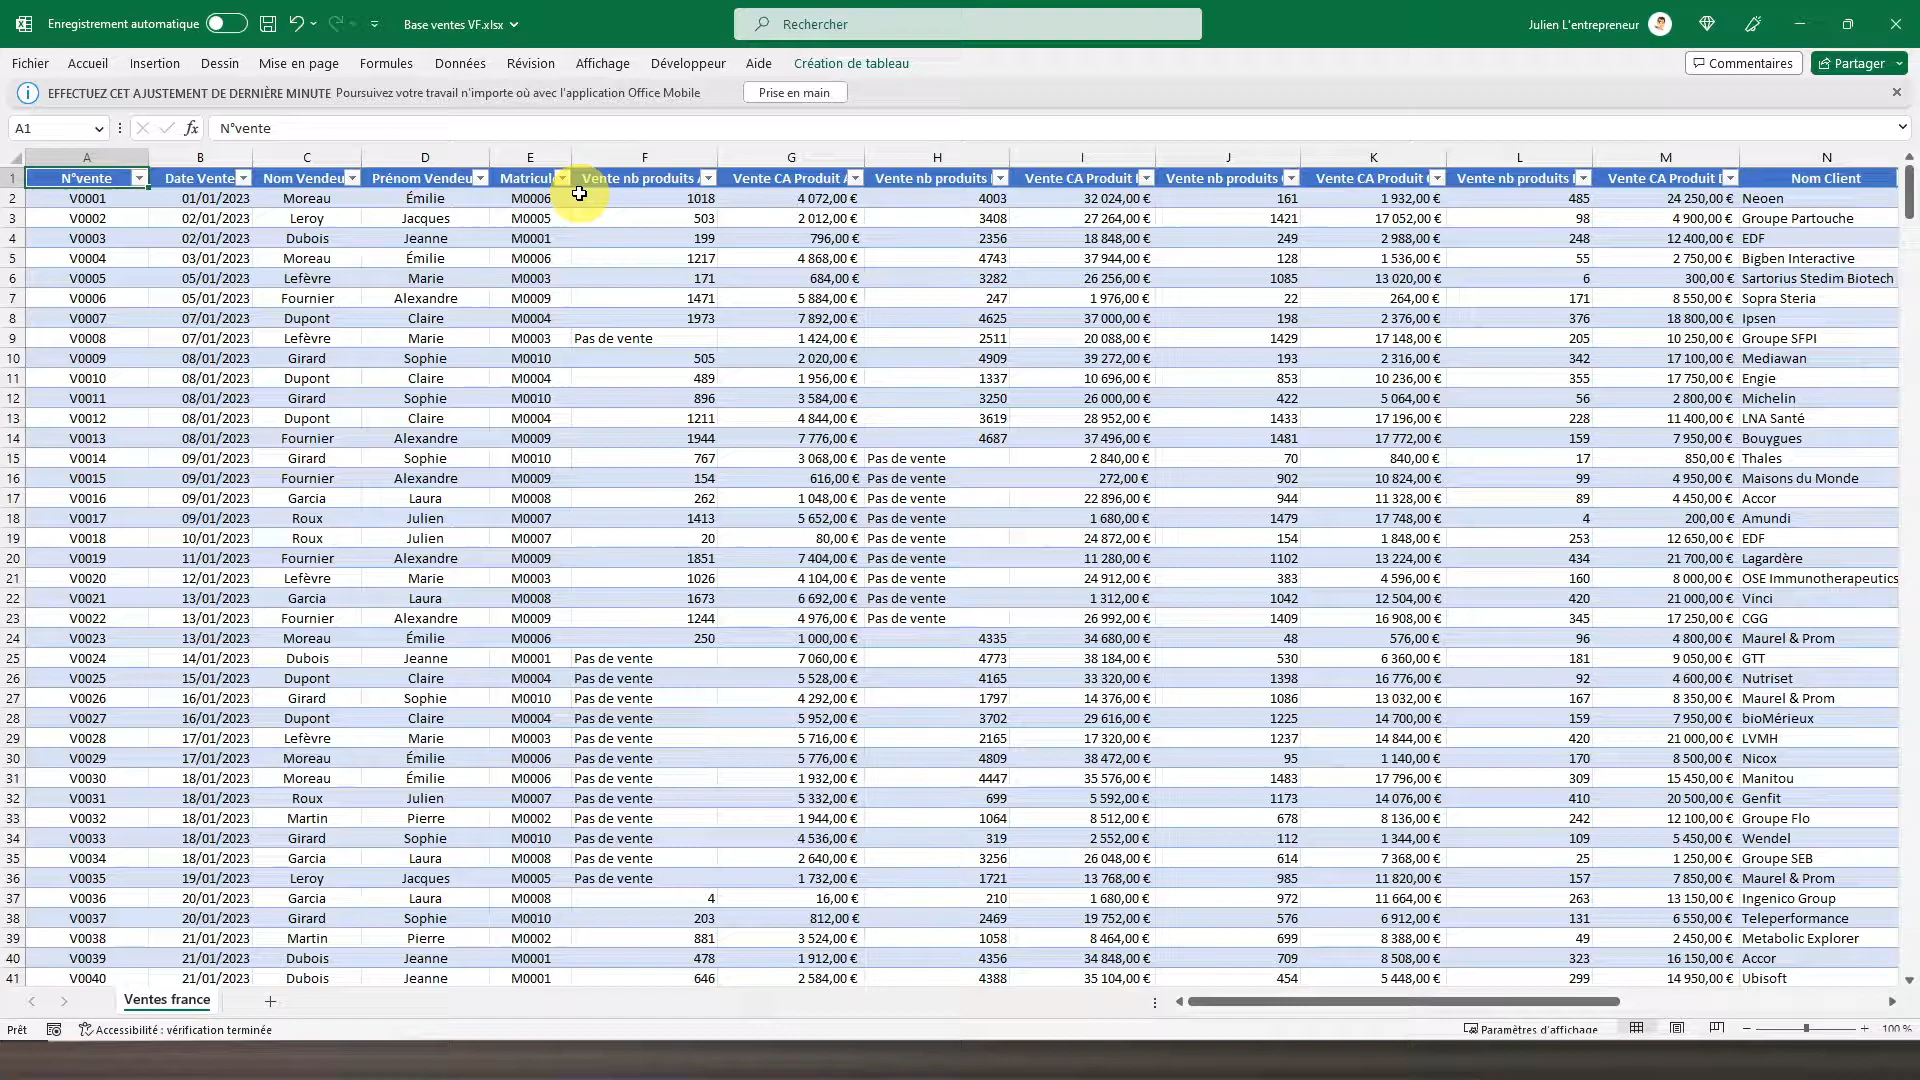 Enregistrement automatique Base ventes VF.xlsx Rechercher Julien L'entrepreneur
Fichier Accueil Insertion Dessin Mise en page Formules Données Révision Affichage Développeur Aide Création de tableau Commentaires Partager
EFFECTUEZ CET AJUSTEMENT DE DERNIÈRE MINUTE Poursuivez votre travail n'importe où avec l'application Office Mobile Prise en main
A1 fx N°vente
A B C D E F G H I J K L M N
1 N°vente Date Vente Nom Vendeu Prénom Vendeu Matricul Vente nb produits Vente CA Produit Vente nb produits Vente CA Produit Vente nb produits Vente CA Produit Vente nb produits Vente CA Produit Nom Client
2 V0001 01/01/2023 Moreau Émilie M0006 1018 4 072,00 € 4003 32 024,00 € 161 1 932,00 € 485 24 250,00 € Neoen
3 V0002 02/01/2023 Leroy Jacques M0005 503 2 012,00 € 3408 27 264,00 € 1421 17 052,00 € 98 4 900,00 € Groupe Partouche
4 V0003 02/01/2023 Dubois Jeanne M0001 199 796,00 € 2356 18 848,00 € 249 2 988,00 € 248 12 400,00 € EDF
5 V0004 03/01/2023 Moreau Émilie M0006 1217 4 868,00 € 4743 37 944,00 € 128 1 536,00 € 55 2 750,00 € Bigben Interactive
6 V0005 05/01/2023 Lefèvre Marie M0003 171 684,00 € 3282 26 256,00 € 1085 13 020,00 € 6 300,00 € Sartorius Stedim Biotech
7 V0006 05/01/2023 Fournier Alexandre M0009 1471 5 884,00 € 247 1 976,00 € 22 264,00 € 171 8 550,00 € Sopra Steria
8 V0007 07/01/2023 Dupont Claire M0004 1973 7 892,00 € 4625 37 000,00 € 198 2 376,00 € 376 18 800,00 € Ipsen
9 V0008 07/01/2023 Lefèvre Marie M0003 Pas de vente 1 424,00 € 2511 20 088,00 € 1429 17 148,00 € 205 10 250,00 € Groupe SFPI
10 V0009 08/01/2023 Girard Sophie M0010 505 2 020,00 € 4909 39 272,00 € 193 2 316,00 € 342 17 100,00 € Mediawan
11 V0010 08/01/2023 Dupont Claire M0004 489 1 956,00 € 1337 10 696,00 € 853 10 236,00 € 355 17 750,00 € Engie
12 V0011 08/01/2023 Girard Sophie M0010 896 3 584,00 € 3250 26 000,00 € 422 5 064,00 € 56 2 800,00 € Michelin
13 V0012 08/01/2023 Dupont Claire M0004 1211 4 844,00 € 3619 28 952,00 € 1433 17 196,00 € 228 11 400,00 € LNA Santé
14 V0013 08/01/2023 Fournier Alexandre M0009 1944 7 776,00 € 4687 37 496,00 € 1481 17 772,00 € 159 7 950,00 € Bouygues
15 V0014 09/01/2023 Girard Sophie M0010 767 3 068,00 € Pas de vente 2 840,00 € 70 840,00 € 17 850,00 € Thales
16 V0015 09/01/2023 Fournier Alexandre M0009 154 616,00 € Pas de vente 272,00 € 902 10 824,00 € 99 4 950,00 € Maisons du Monde
17 V0016 09/01/2023 Garcia Laura M0008 262 1 048,00 € Pas de vente 22 896,00 € 944 11 328,00 € 89 4 450,00 € Accor
18 V0017 09/01/2023 Roux Julien M0007 1413 5 652,00 € Pas de vente 1 680,00 € 1479 17 748,00 € 4 200,00 € Amundi
19 V0018 10/01/2023 Roux Julien M0007 20 80,00 € Pas de vente 24 872,00 € 154 1 848,00 € 253 12 650,00 € EDF
20 V0019 11/01/2023 Fournier Alexandre M0009 1851 7 404,00 € Pas de vente 11 280,00 € 1102 13 224,00 € 434 21 700,00 € Lagardère
21 V0020 12/01/2023 Lefèvre Marie M0003 1026 4 104,00 € Pas de vente 24 912,00 € 383 4 596,00 € 160 8 000,00 € OSE Immunotherapeutics
22 V0021 13/01/2023 Garcia Laura M0008 1673 6 692,00 € Pas de vente 1 312,00 € 1042 12 504,00 € 420 21 000,00 € Vinci
23 V0022 13/01/2023 Fournier Alexandre M0009 1244 4 976,00 € Pas de vente 26 992,00 € 1409 16 908,00 € 345 17 250,00 € CGG
24 V0023 13/01/2023 Moreau Émilie M0006 250 1 000,00 € 4335 34 680,00 € 48 576,00 € 96 4 800,00 € Maurel & Prom
25 V0024 14/01/2023 Dubois Jeanne M0001 Pas de vente 7 060,00 € 4773 38 184,00 € 530 6 360,00 € 181 9 050,00 € GTT
26 V0025 15/01/2023 Dupont Claire M0004 Pas de vente 5 528,00 € 4165 33 320,00 € 1398 16 776,00 € 92 4 600,00 € Nutriset
27 V0026 16/01/2023 Girard Sophie M0010 Pas de vente 4 292,00 € 1797 14 376,00 € 1086 13 032,00 € 167 8 350,00 € Maurel & Prom
28 V0027 16/01/2023 Dupont Claire M0004 Pas de vente 5 952,00 € 3702 29 616,00 € 1225 14 700,00 € 159 7 950,00 € bioMérieux
29 V0028 17/01/2023 Lefèvre Marie M0003 Pas de vente 5 716,00 € 2165 17 320,00 € 1237 14 844,00 € 420 21 000,00 € LVMH
30 V0029 17/01/2023 Moreau Émilie M0006 Pas de vente 5 776,00 € 4809 38 472,00 € 95 1 140,00 € 170 8 500,00 € Nicox
31 V0030 18/01/2023 Moreau Émilie M0006 Pas de vente 1 932,00 € 4447 35 576,00 € 1483 17 796,00 € 309 15 450,00 € Manitou
32 V0031 18/01/2023 Roux Julien M0007 Pas de vente 5 332,00 € 699 5 592,00 € 1173 14 076,00 € 410 20 500,00 € Genfit
33 V0032 18/01/2023 Martin Pierre M0002 Pas de vente 1 944,00 € 1064 8 512,00 € 678 8 136,00 € 242 12 100,00 € Groupe Flo
34 V0033 18/01/2023 Girard Sophie M0010 Pas de vente 4 536,00 € 319 2 552,00 € 112 1 344,00 € 109 5 450,00 € Wendel
35 V0034 18/01/2023 Garcia Laura M0008 Pas de vente 2 640,00 € 3256 26 048,00 € 614 7 368,00 € 25 1 250,00 € Groupe SEB
36 V0035 19/01/2023 Leroy Jacques M0005 Pas de vente 1 732,00 € 1721 13 768,00 € 985 11 820,00 € 157 7 850,00 € Maurel & Prom
37 V0036 20/01/2023 Garcia Laura M0008 4 16,00 € 210 1 680,00 € 972 11 664,00 € 263 13 150,00 € Ingenico Group
38 V0037 20/01/2023 Girard Sophie M0010 203 812,00 € 2469 19 752,00 € 576 6 912,00 € 131 6 550,00 € Teleperformance
39 V0038 21/01/2023 Martin Pierre M0002 881 3 524,00 € 1058 8 464,00 € 699 8 388,00 € 49 2 450,00 € Metabolic Explorer
40 V0039 21/01/2023 Dubois Jeanne M0001 478 1 912,00 € 4356 34 848,00 € 709 8 508,00 € 323 16 150,00 € Accor
41 V0040 21/01/2023 Dubois Jeanne M0001 646 2 584,00 € 4388 35 104,00 € 454 5 448,00 € 299 14 950,00 € Ubisoft
Ventes france
Prêt Accessibilité : vérification terminée Paramètres d'affichage 100 %